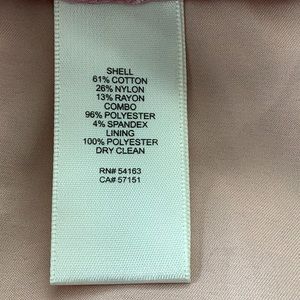 SHELL
61% COTTON
26% NYLON
13% RAYON
COMBO
96% POLYESTER
4% SPANDEX
LINING
100% POLYESTER
DRY CLEAN
RN# 54163
CA# 57151